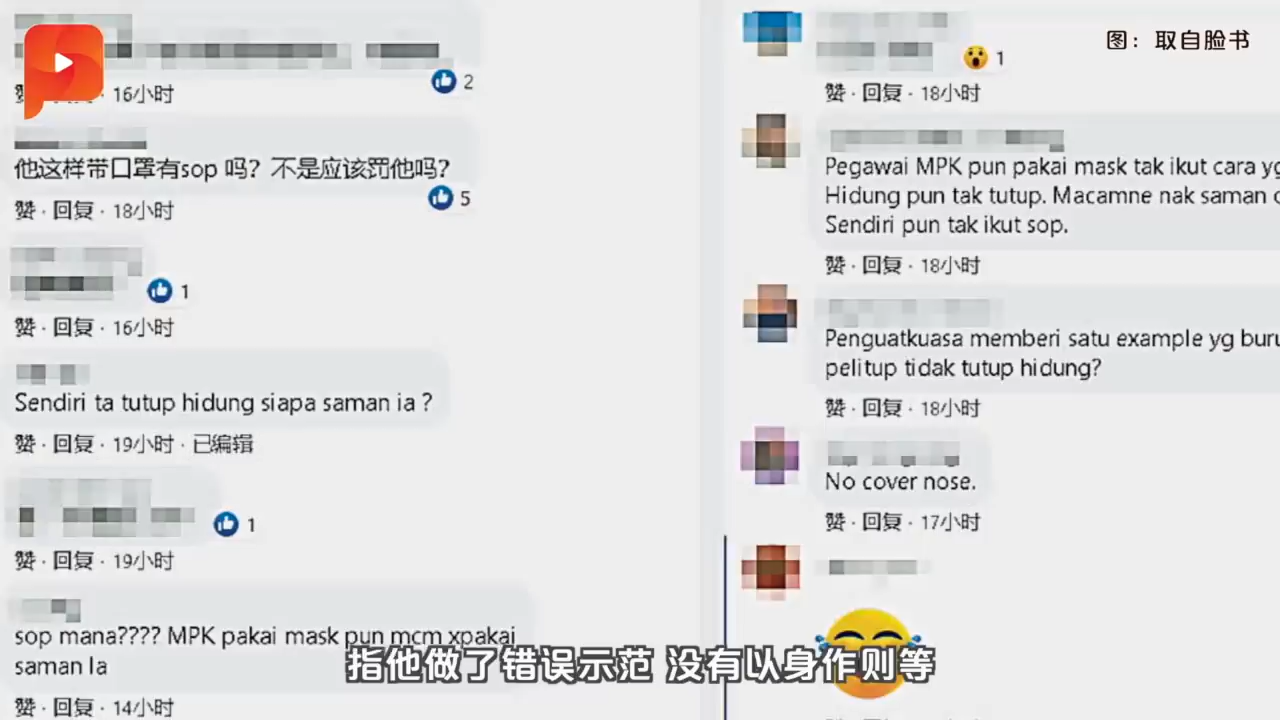 图：取自脸书
2
赞 · 回复 · 16小时
他这样带口罩有sop 吗？不是应该罚他吗？
5
赞 · 回复 · 18小时
1
赞 · 回复 · 16小时
Sendiri ta tutup hidung siapa saman ia ?
赞 · 回复 · 19小时 · 已编辑
1
赞 · 回复 · 19小时
sop mana???? MPK pakai mask pun mcm xpakai
saman la
赞 · 回复 · 14小时
1
赞 · 回复 · 18小时
Pegawai MPK pun pakai mask tak ikut cara yg
Hidung pun tak tutup. Macamne nak saman
Sendiri pun tak ikut sop.
赞 · 回复 · 18小时
Penguatkuasa memberi satu example yg buru
pelitup tidak tutup hidung?
赞 · 回复 · 18小时
No cover nose.
赞 · 回复 · 17小时
指他做了错误示范 没有以身作则等